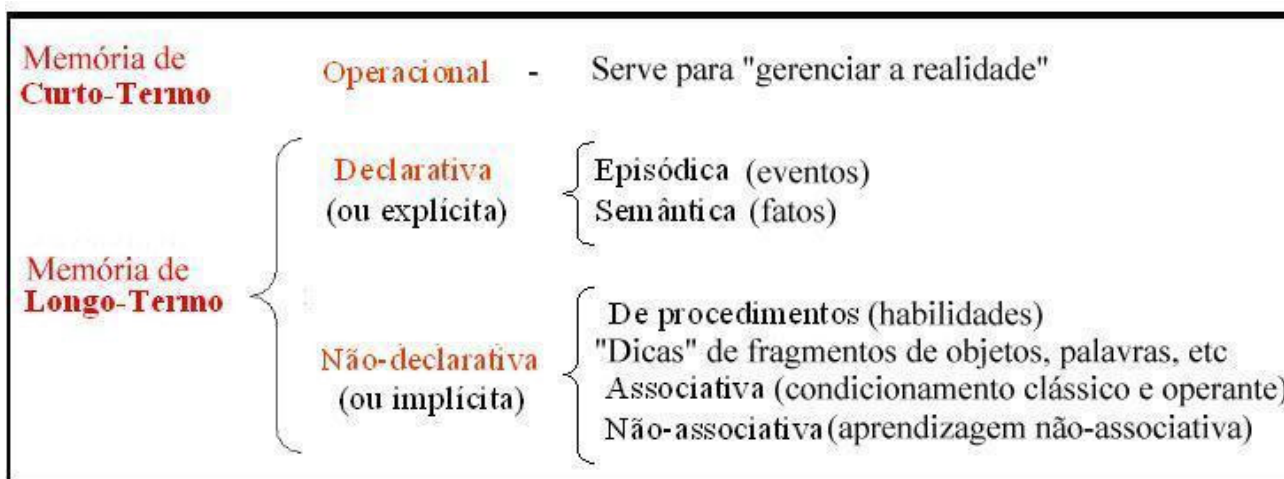 Memória de
Curto-Termo
Operacional - Serve para "gerenciar a realidade"
Declarativa
(ou explícita)
Episódica (eventos)
Semântica (fatos)
Memória de
Longo-Termo
Não-declarativa
(ou implícita)
De procedimentos (habilidades)
"Dicas" de fragmentos de objetos, palavras, etc
Associativa (condicionamento clássico e operante)
Não-associativa (aprendizagem não-associativa)